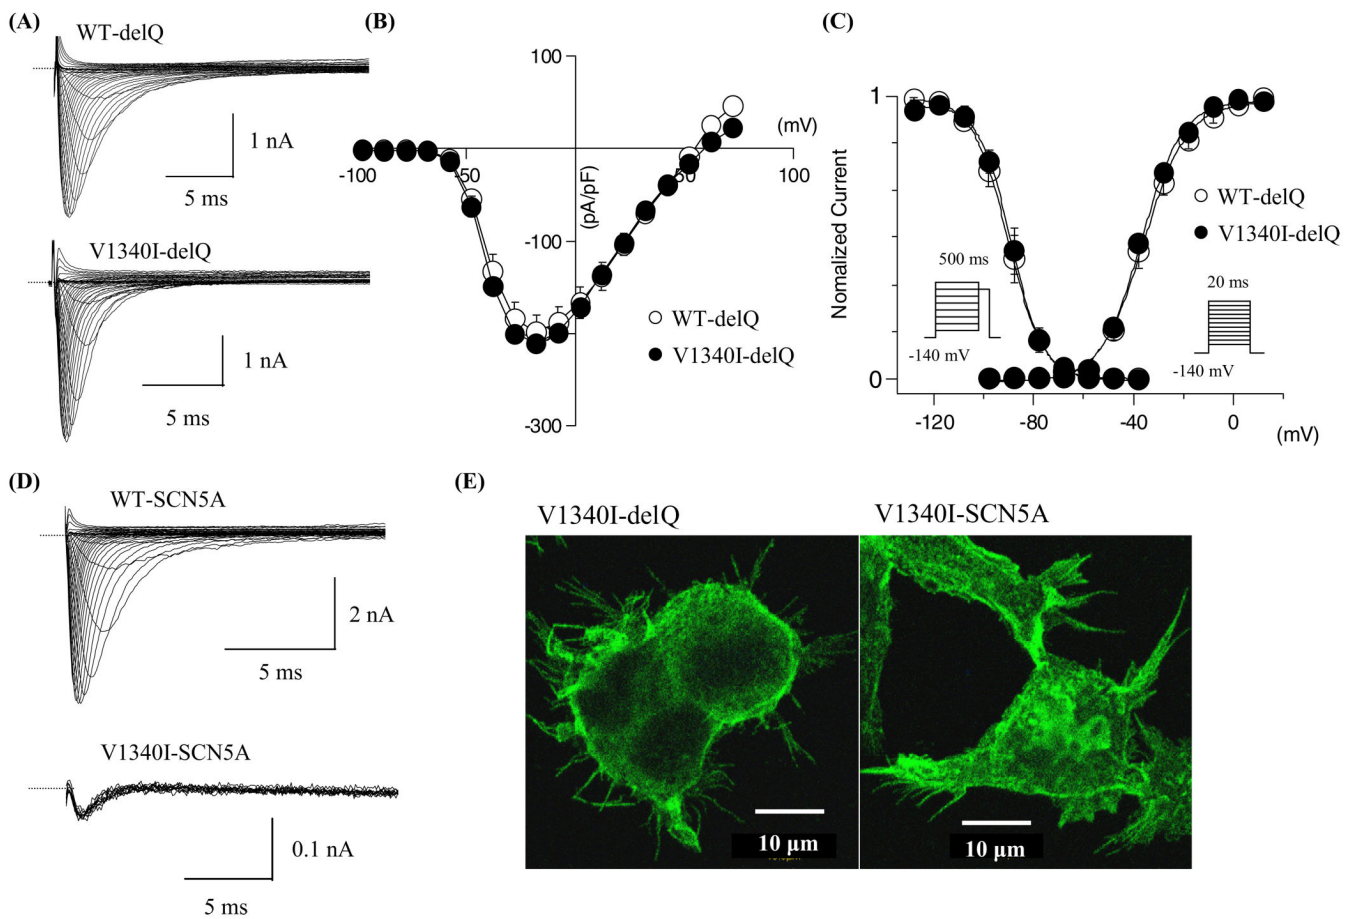 (A)
WT-delQ
1 nA
5 ms
V1340I-delQ
1 nA
5 ms
(B)
100
(mV)
-100
-50
50
100
(pA/pF)
-100
-300
WT-delQ
V1340I-delQ
(C)
1
Nomalized Current
0
WT-delQ
V1340I-delQ
500 ms
-140 mV
20 ms
-140 mV
-120
-80
-40
0
(mV)
(D)
WT-SCN5A
2 nA
5 ms
V1340I-SCN5A
0.1 nA
5 ms
(E)
V1340I-delQ
V1340I-SCN5A
10 μm
10 μm